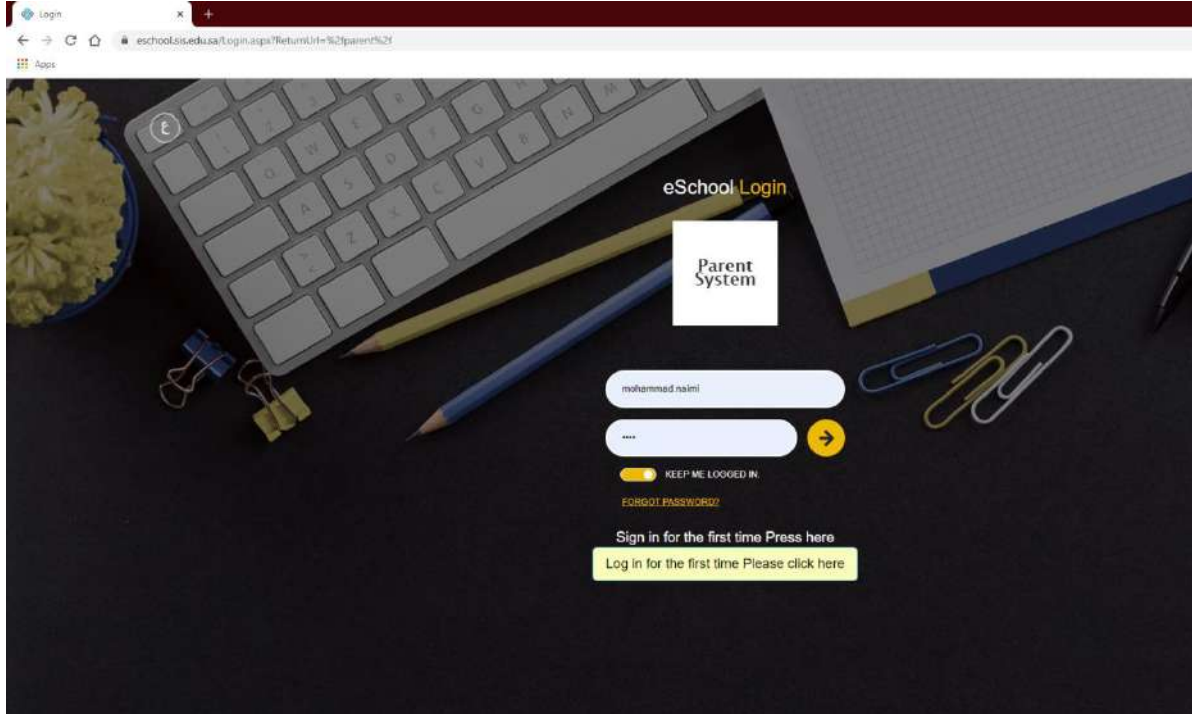 Login
eschool.sis.edu.sa/Login.aspx?ReturnUrl=%2fparent%2f
Apps
ع
eSchool Login
Parent
System
mohammad.naimi
••••
KEEP ME LOGGED IN.
FORGOT PASSWORD?
Sign in for the first time Press here
Log in for the first time Please click here